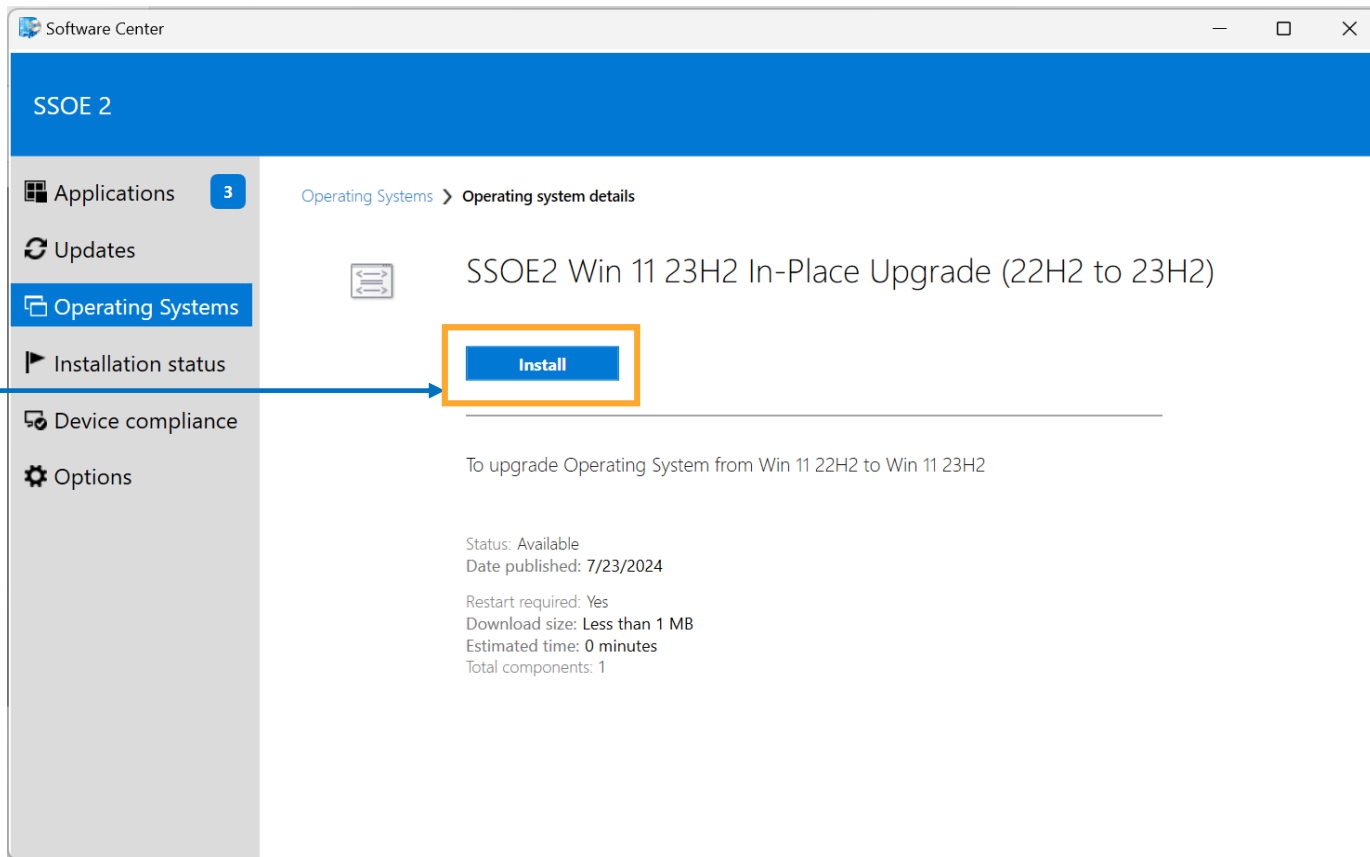 Software Center
SSOE 2
Applications 3
Updates
Operating Systems
Installation status
Device compliance
Options
Operating Systems ❯ Operating system details
SSOE2 Win 11 23H2 In-Place Upgrade (22H2 to 23H2)
Install
To upgrade Operating System from Win 11 22H2 to Win 11 23H2
Status: Available
Date published: 7/23/2024
Restart required: Yes
Download size: Less than 1 MB
Estimated time: 0 minutes
Total components: 1